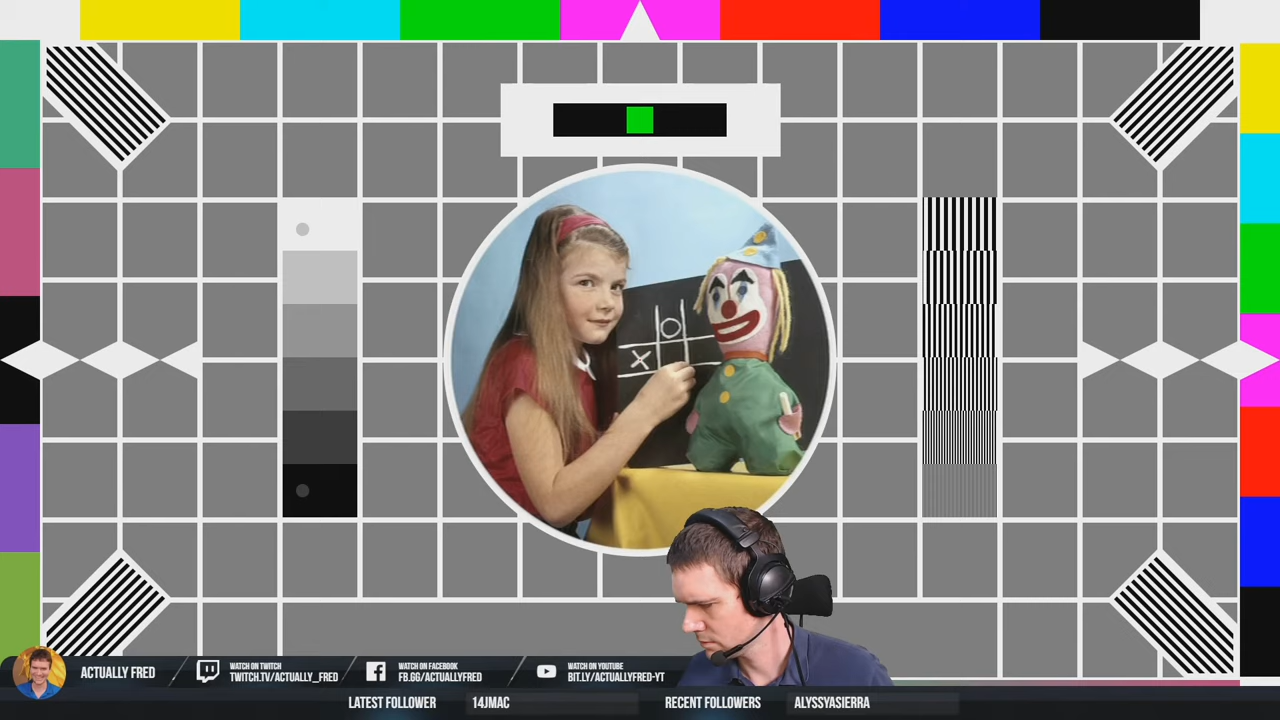 ACTUALLY FRED
WATCH ON TWITCH
TWITCH.TV/ACTUALLY_FRED
WATCH ON FACEBOOK
FB.GG/ACTUALLYFRED
WATCH ON YOUTUBE
BIT.LY/ACTUALLYFRED-YT
LATEST FOLLOWER
14JMAC
RECENT FOLLOWERS
ALYSSYASIERRA